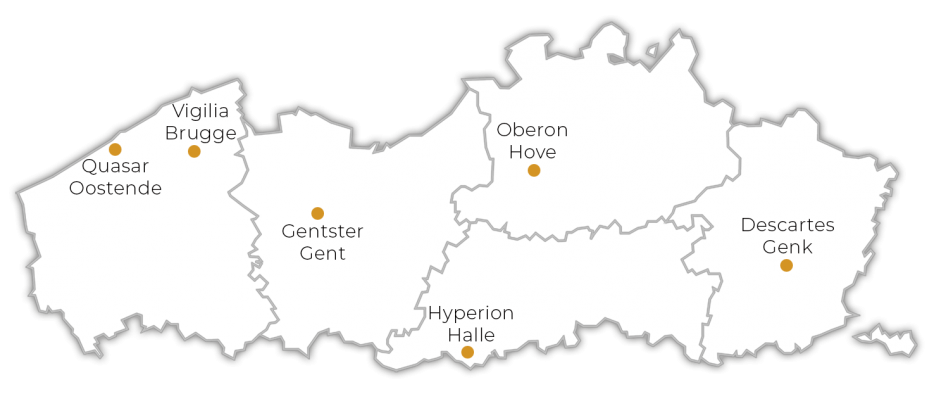 Vigilia
Brugge
Quasar
Oostende
Gentster
Gent
Oberon
Hove
Hyperion
Halle
Descartes
Genk